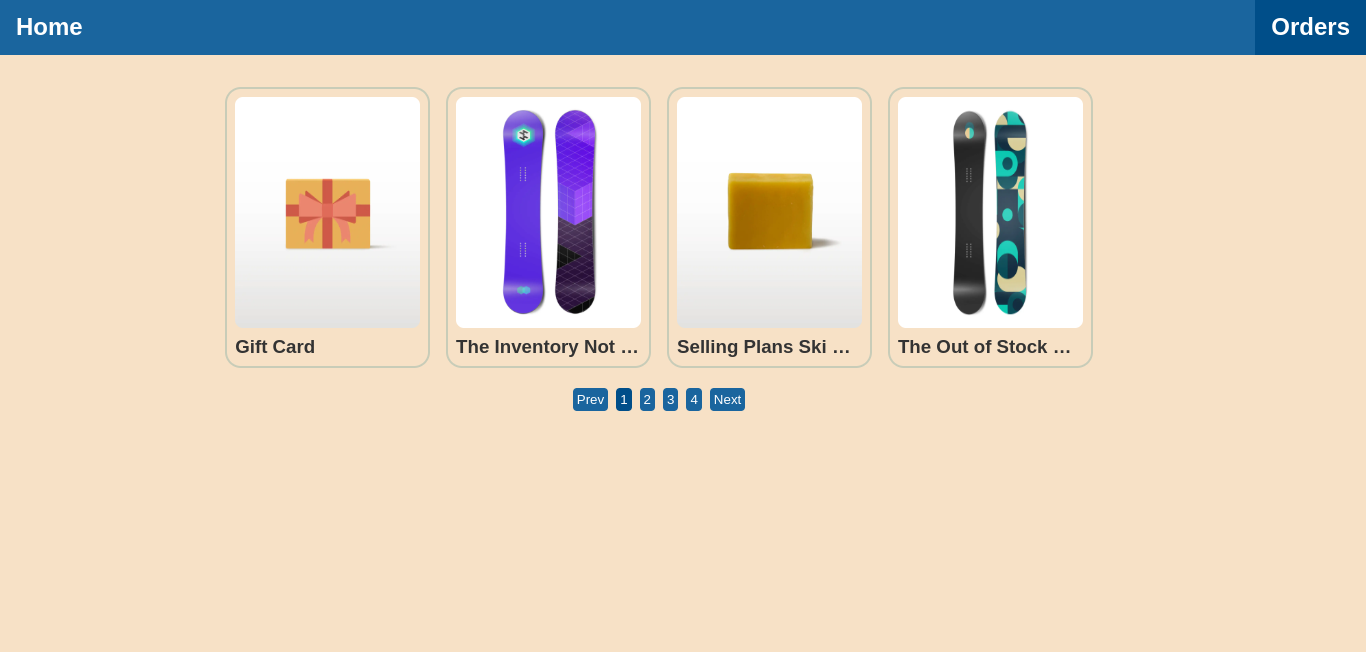 Home
Orders
Gift Card
The Inventory Not ...
Selling Plans Ski ...
The Out of Stock ...
Prev 1 2 3 4 Next